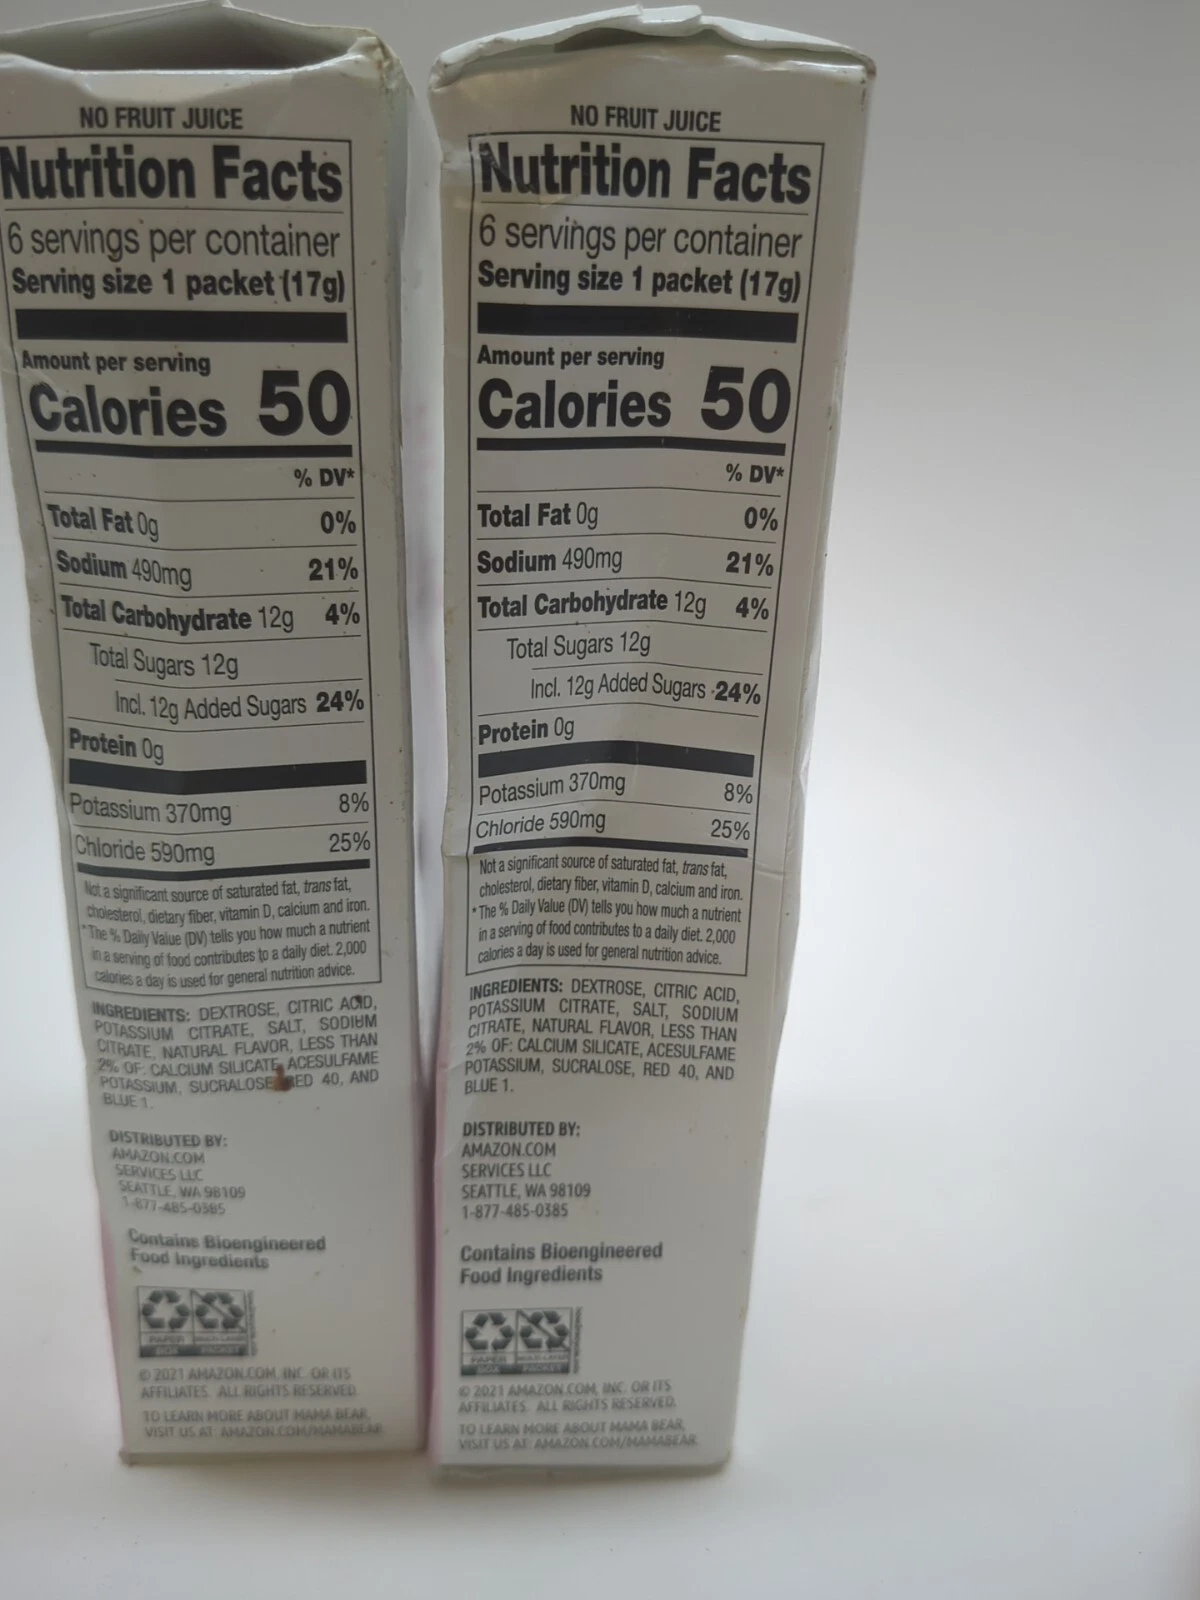 NO FRUIT JUICE
Nutrition Facts
6 servings per container
Serving size 1 packet (17g)
Amount per serving
Calories 50
% DV*
Total Fat 0g 0%
Sodium 490mg 21%
Total Carbohydrate 12g 4%
Total Sugars 12g
Incl. 12g Added Sugars 24%
Protein 0g
Potassium 370mg 8%
Chloride 590mg 25%
Not a significant source of saturated fat, trans fat,
cholesterol, dietary fiber, vitamin D, calcium and iron.
*The % Daily Value (DV) tells you how much a nutrient
in a serving of food contributes to a daily diet. 2,000
calories a day is used for general nutrition advice.
INGREDIENTS: DEXTROSE, CITRIC ACID,
POTASSIUM CITRATE, SALT, SODIUM
CITRATE, NATURAL FLAVOR, LESS THAN
2% OF: CALCIUM SILICATE, ACESULFAME
POTASSIUM, SUCRALOSE, RED 40, AND
BLUE 1.
DISTRIBUTED BY:
AMAZON.COM
SERVICES LLC
SEATTLE, WA 98109
1-877-485-0385
Contains Bioengineered
Food Ingredients
PAPER MULTI-LAYER
BOX PACKET
© 2021 AMAZON.COM, INC. OR ITS
AFFILIATES. ALL RIGHTS RESERVED.
TO LEARN MORE ABOUT MAMA BEAR,
VISIT US AT: AMAZON.COM/MAMABEAR
NO FRUIT JUICE
Nutrition Facts
6 servings per container
Serving size 1 packet (17g)
Amount per serving
Calories 50
% DV*
Total Fat 0g 0%
Sodium 490mg 21%
Total Carbohydrate 12g 4%
Total Sugars 12g
Incl. 12g Added Sugars 24%
Protein 0g
Potassium 370mg 8%
Chloride 590mg 25%
Not a significant source of saturated fat, trans fat,
cholesterol, dietary fiber, vitamin D, calcium and iron.
*The % Daily Value (DV) tells you how much a nutrient
in a serving of food contributes to a daily diet. 2,000
calories a day is used for general nutrition advice.
INGREDIENTS: DEXTROSE, CITRIC ACID,
POTASSIUM CITRATE, SALT, SODIUM
CITRATE, NATURAL FLAVOR, LESS THAN
2% OF: CALCIUM SILICATE, ACESULFAME
POTASSIUM, SUCRALOSE, RED 40, AND
BLUE 1.
DISTRIBUTED BY:
AMAZON.COM
SERVICES LLC
SEATTLE, WA 98109
1-877-485-0385
Contains Bioengineered
Food Ingredients
PAPER MULTI-LAYER
BOX PACKET
© 2021 AMAZON.COM, INC. OR ITS
AFFILIATES. ALL RIGHTS RESERVED.
TO LEARN MORE ABOUT MAMA BEAR,
VISIT US AT: AMAZON.COM/MAMABEAR